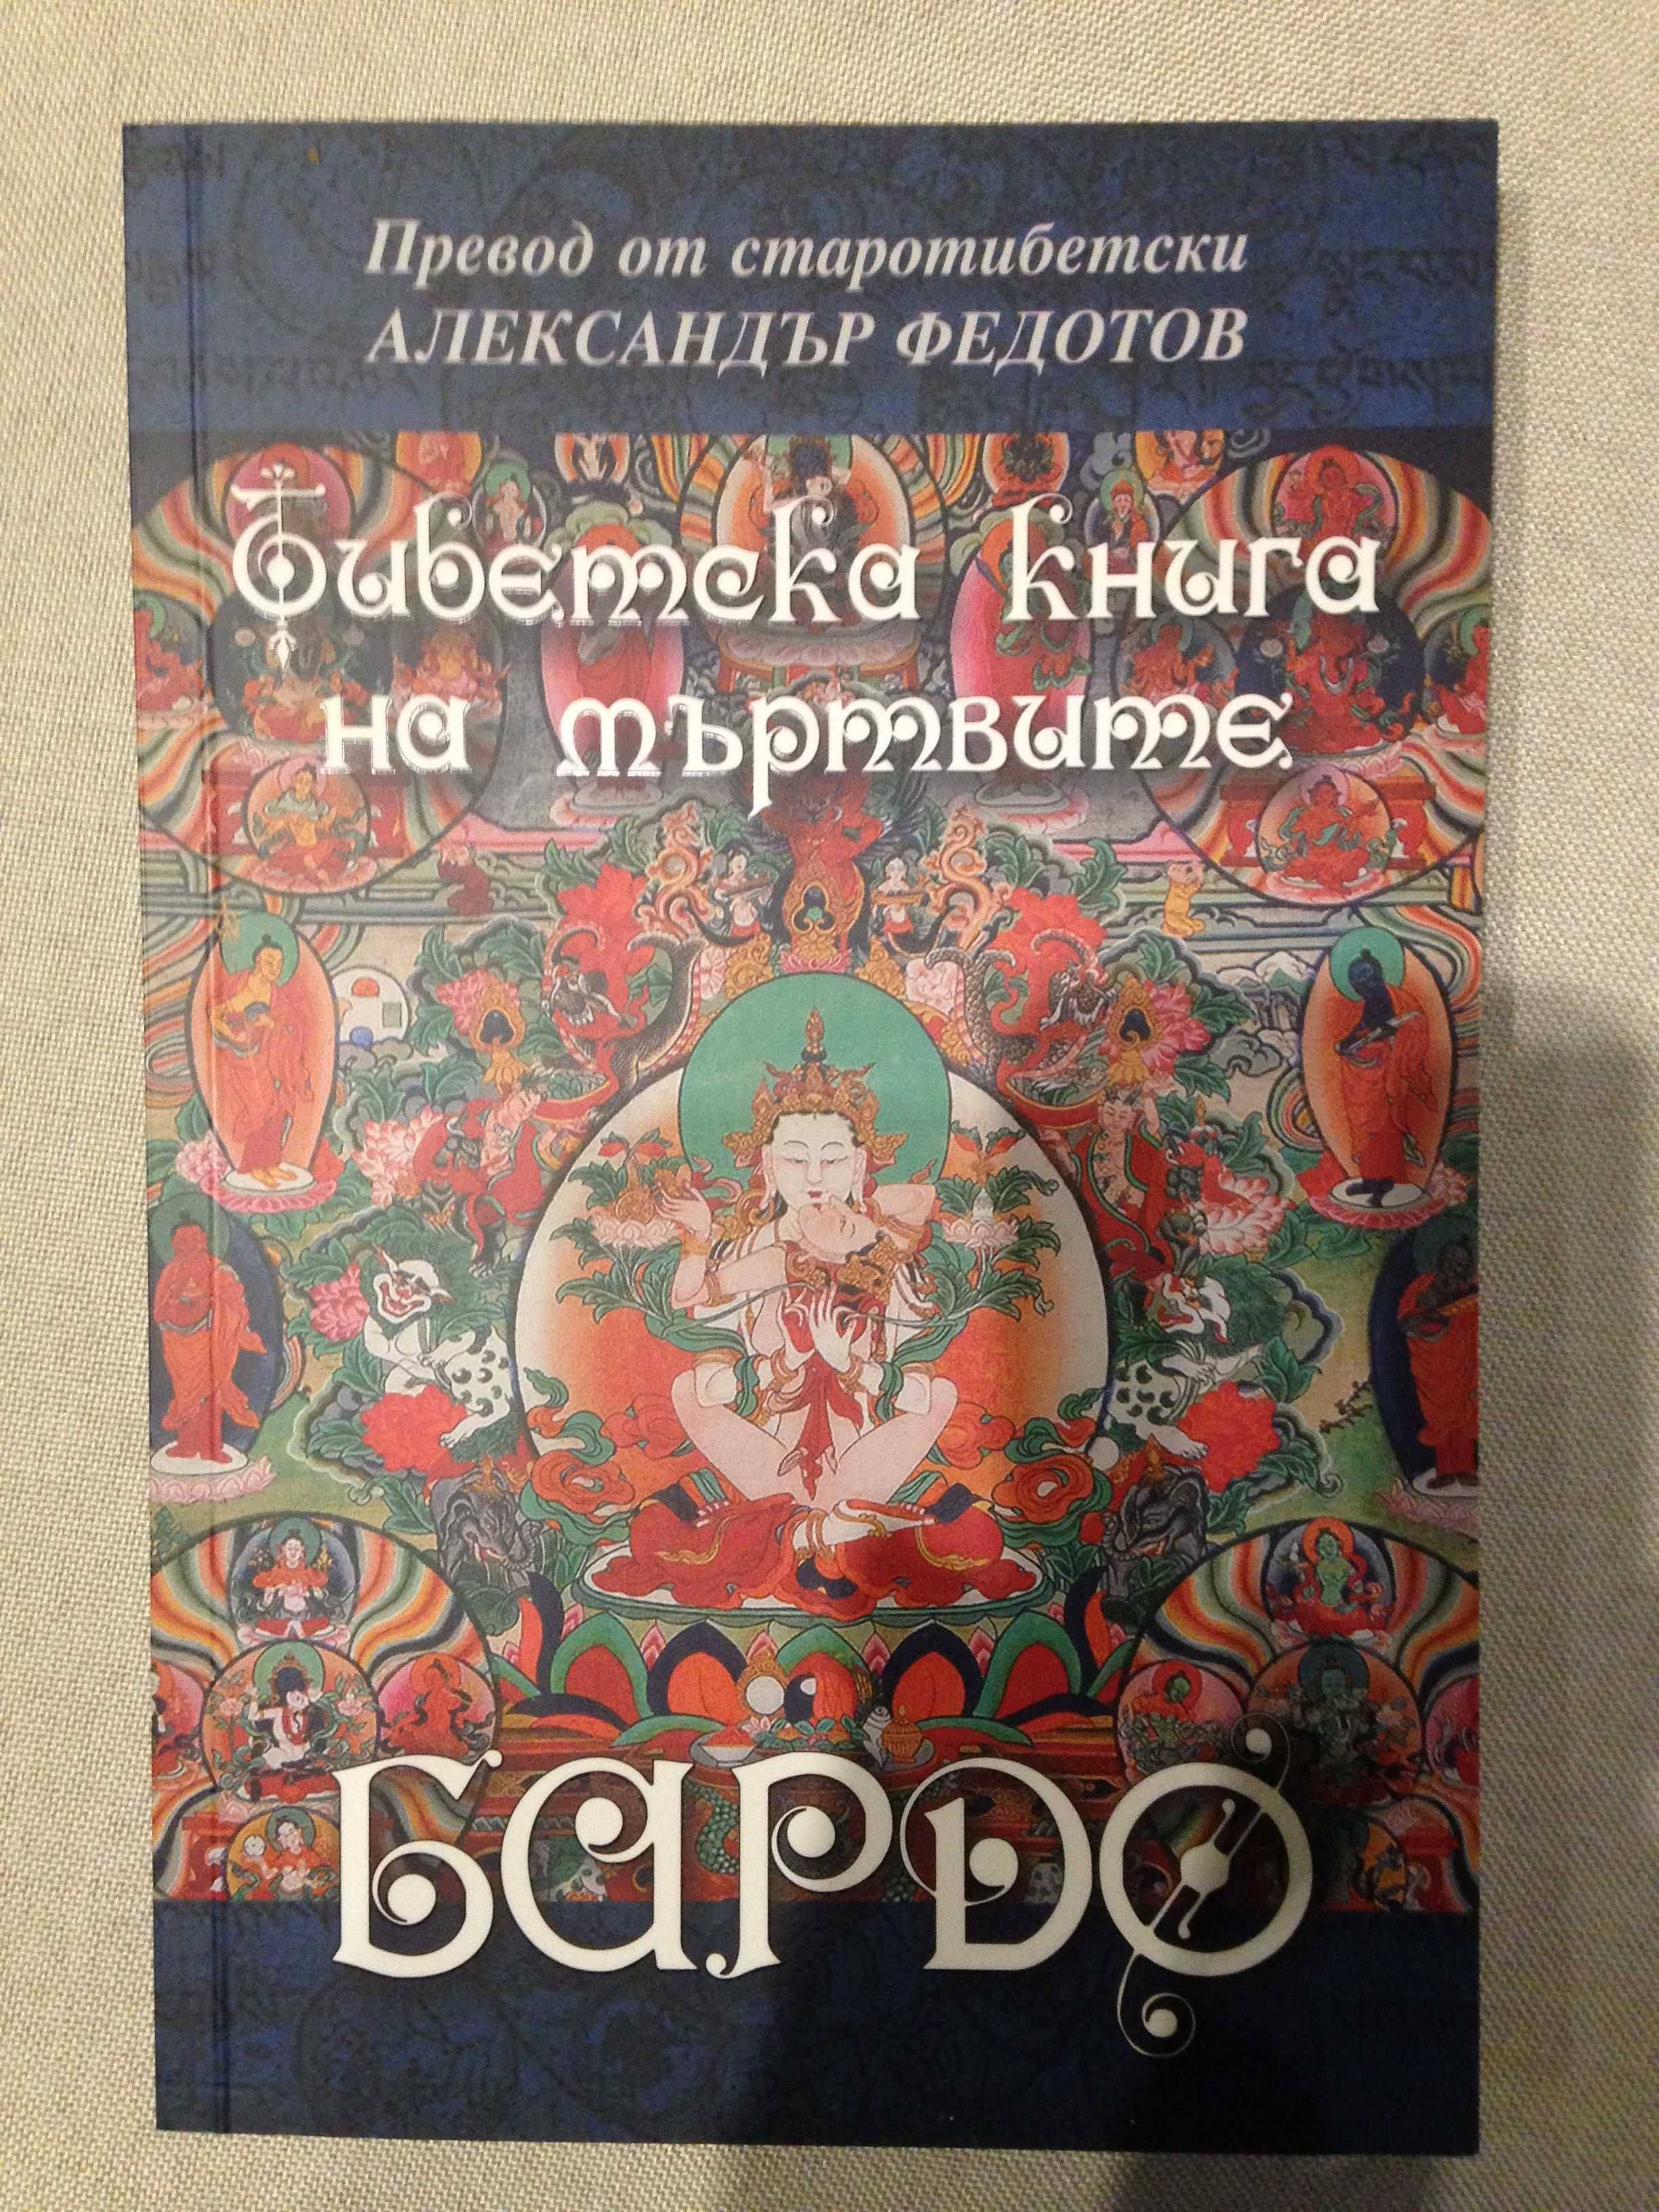 Превод от старотибетски
АЛЕКСАНДЪР ФЕДОТОВ
Тибетска книга
на мъртвите
БАРДО